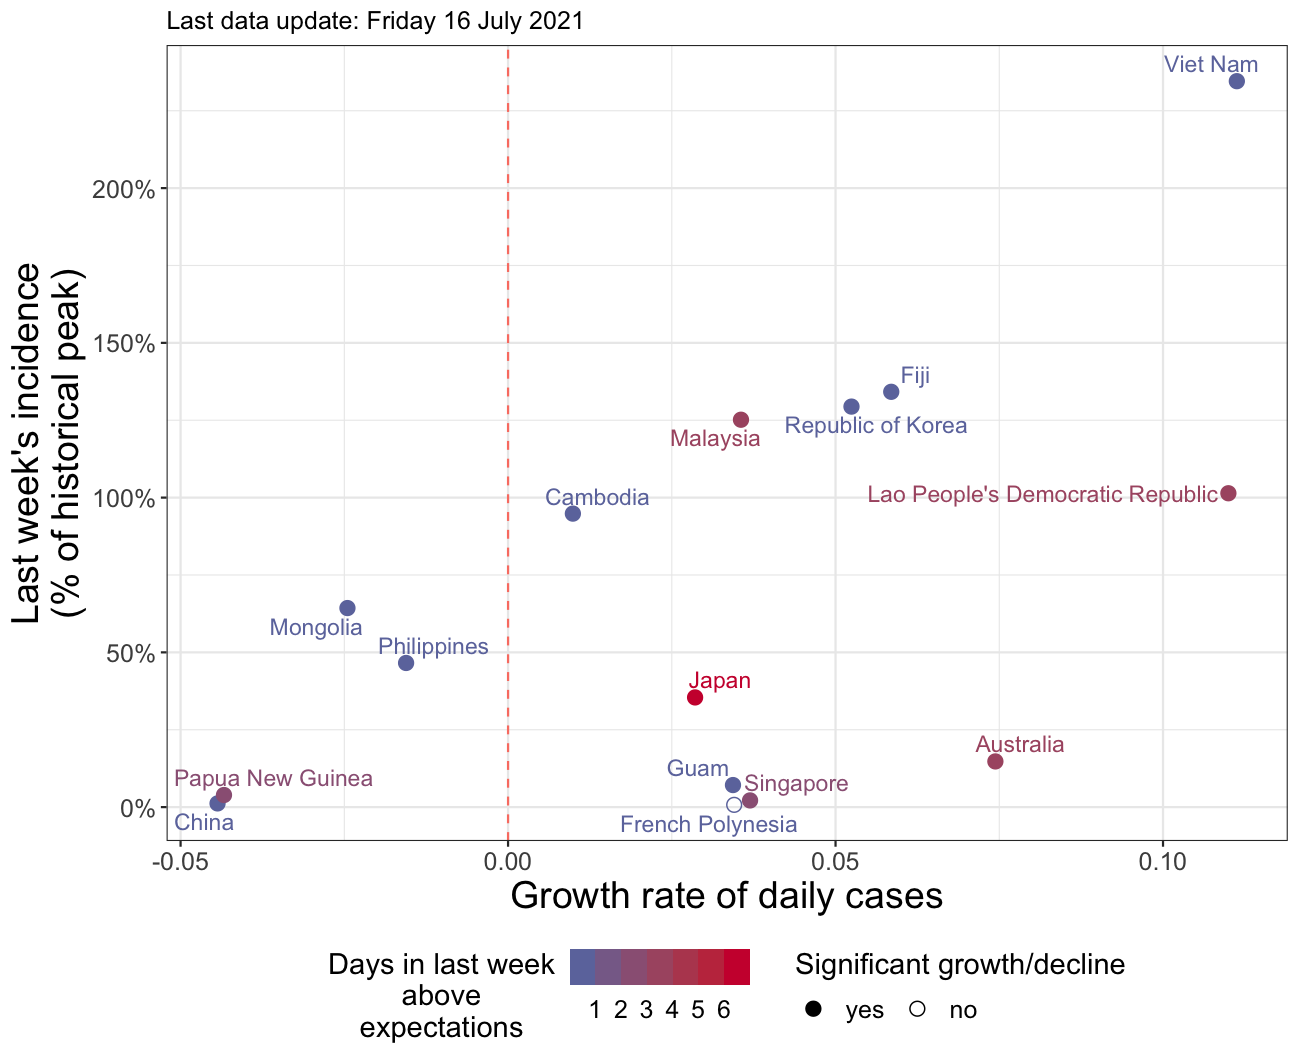 Last data update: Friday 16 July 2021
Viet Nam
200%
150%
Fiji
Republic of Korea
Malaysia
100%
Cambodia
Lao People's Democratic Republic
Mongolia
Philippines
50%
Japan
Australia
Guam
Singapore
Papua New Guinea
0%
China
French Polynesia
Last week's incidence
(% of historical peak)
-0.05 0.00 0.05 0.10
Growth rate of daily cases
Days in last week
above
expectations
1 2 3 4 5 6
Significant growth/decline
yes no